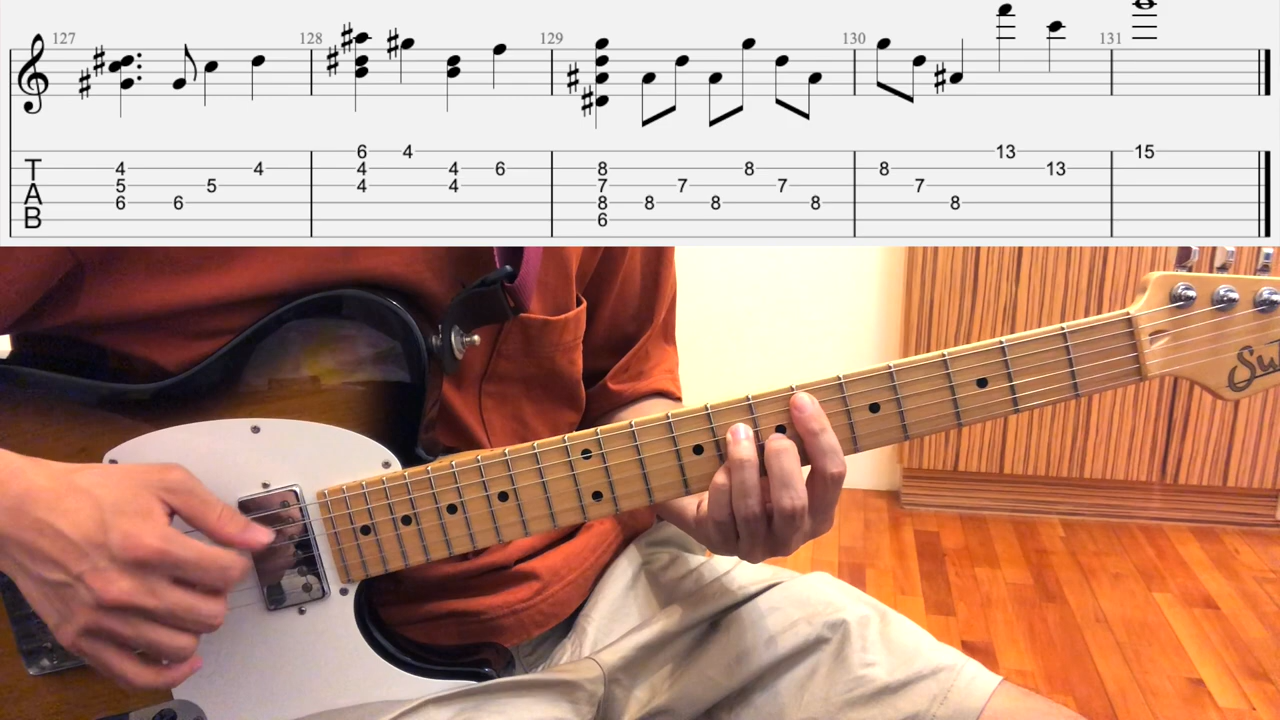 127 128 129 130 131
6 4 13 15
4 4 4 4 6 8 8 8 13
T 5 5 4 4 7 7 7 7
A 6 6 8 8 8 8 8
B 6
Su